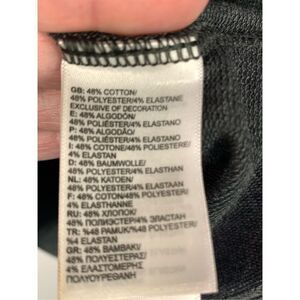 GB: 48% COTTON/
48% POLYESTER/4% ELASTANE
EXCLUSIVE OF DECORATION
E: 48% ALGODÓN/
48% POLIÉSTER/4% ELASTANO
P: 48% ALGODÃO/
48% POLIÉSTER/4% ELASTANO
I: 48% COTONE/48% POLIESTERE/
4% ELASTAN
D: 48% BAUMWOLLE/
48% POLYESTER/4% ELASTHAN
NL: 48% KATOEN/
48% POLYESTER/4% ELASTAAN
F: 48% COTON/48% POLYESTER/
4% ELASTHANNE
RU: 48% ХЛОПОК/
48% ПОЛИЭСТЕР/4% ЭЛАСТАН
TR: %48 PAMUK/%48 POLYESTER/
%4 ELASTAN
GR: 48% ΒΑΜΒΑΚΙ/
48% ΠΟΛΥΕΣΤΕΡΑΣ/
4% ΕΛΑΣΤΟΜΕΡΗΣ
ΠΟΛΥΟΥΡΕΘΑΝΗ